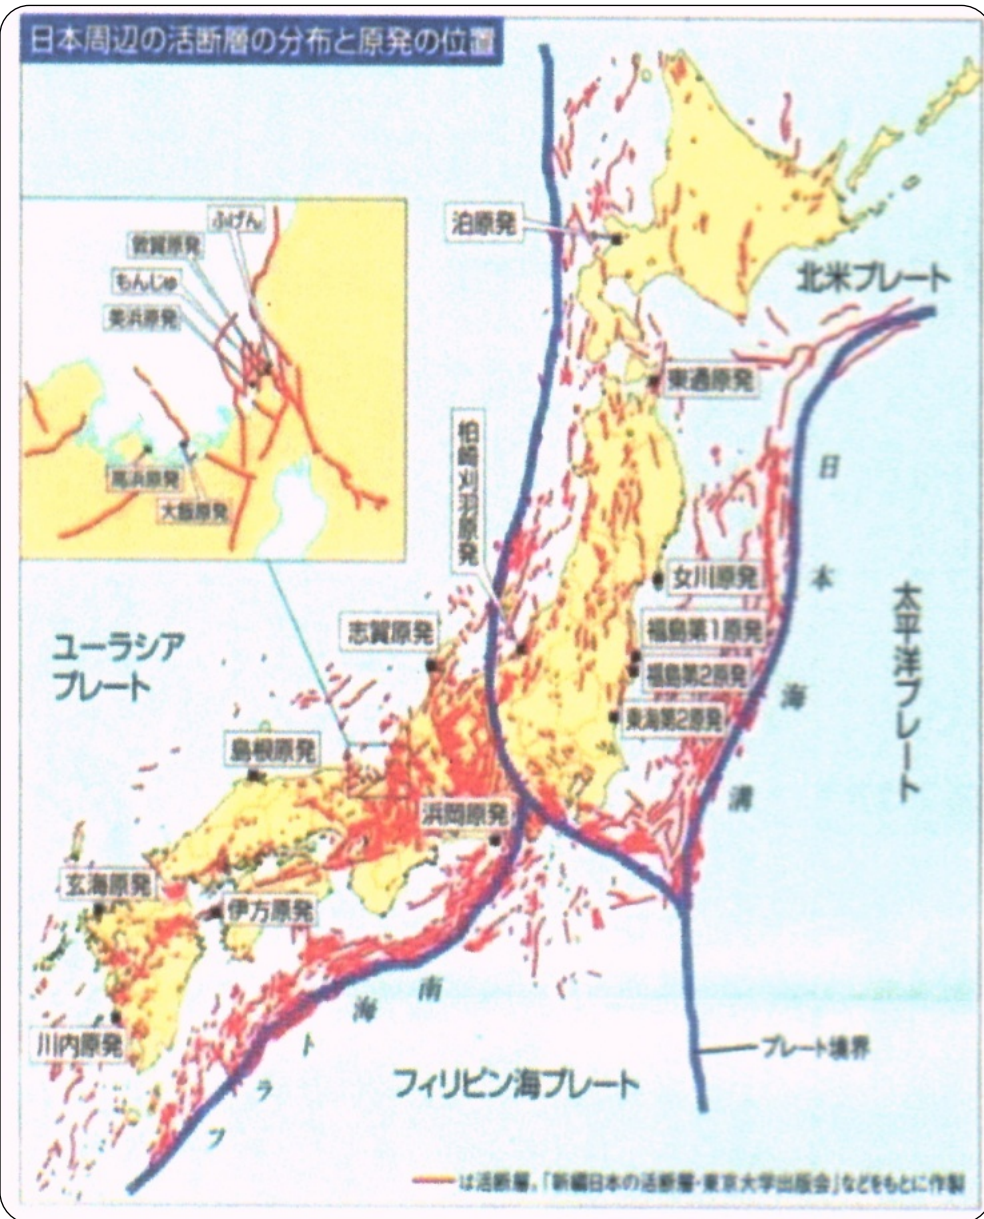 日本周辺の活断層の分布と原発の位置
ふげん
敦賀原発
もんじゅ
美浜原発
高浜原発
大飯原発
泊原発
北米プレート
東通原発
柏崎刈羽原発
日本海溝
女川原発
太平洋プレート
福島第1原発
志賀原発
ユーラシア
プレート
福島第2原発
東海第2原発
島根原発
浜岡原発
玄海原発
伊方原発
南海トラフ
川内原発
プレート境界
フィリピン海プレート
は活断層。「新編日本の活断層・東京大学出版会」などをもとに作製